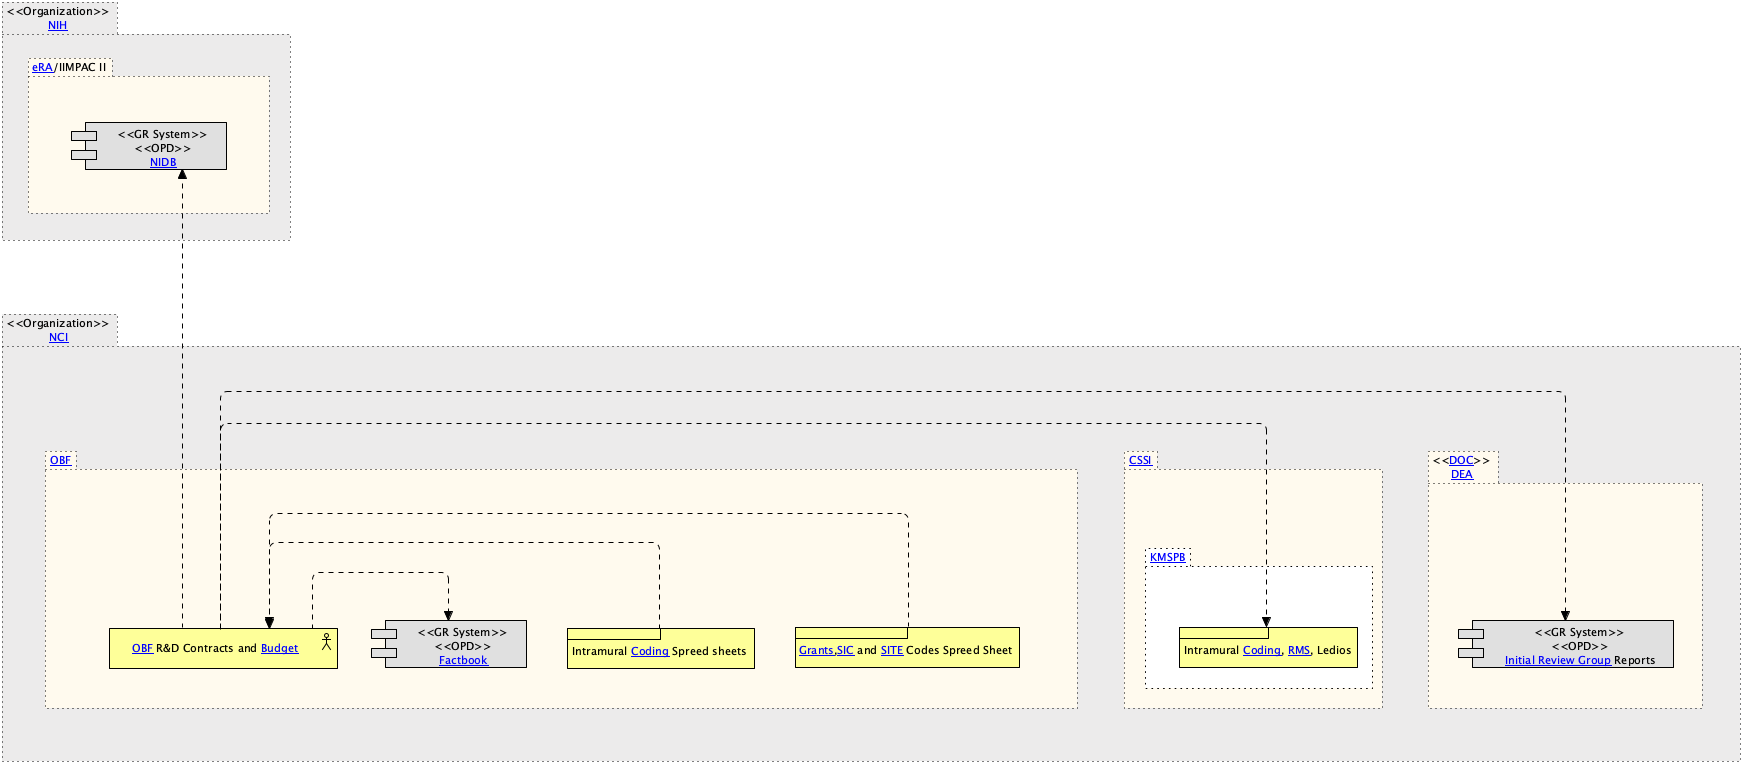 <<Organization>>
NIH
eRA/IIMPAC II
<<GR System>>
<<OPD>>
NIDB
<<Organization>>
NCI
OBF
CSSI
<<DOC>>
DEA
KMSPB
OBF R&D Contracts and Budget
<<GR System>>
<<OPD>>
Factbook
Intramural Coding Spreed sheets
Grants,SIC and SITE Codes Spreed Sheet
Intramural Coding, RMS, Ledios
<<GR System>>
<<OPD>>
Initial Review Group Reports